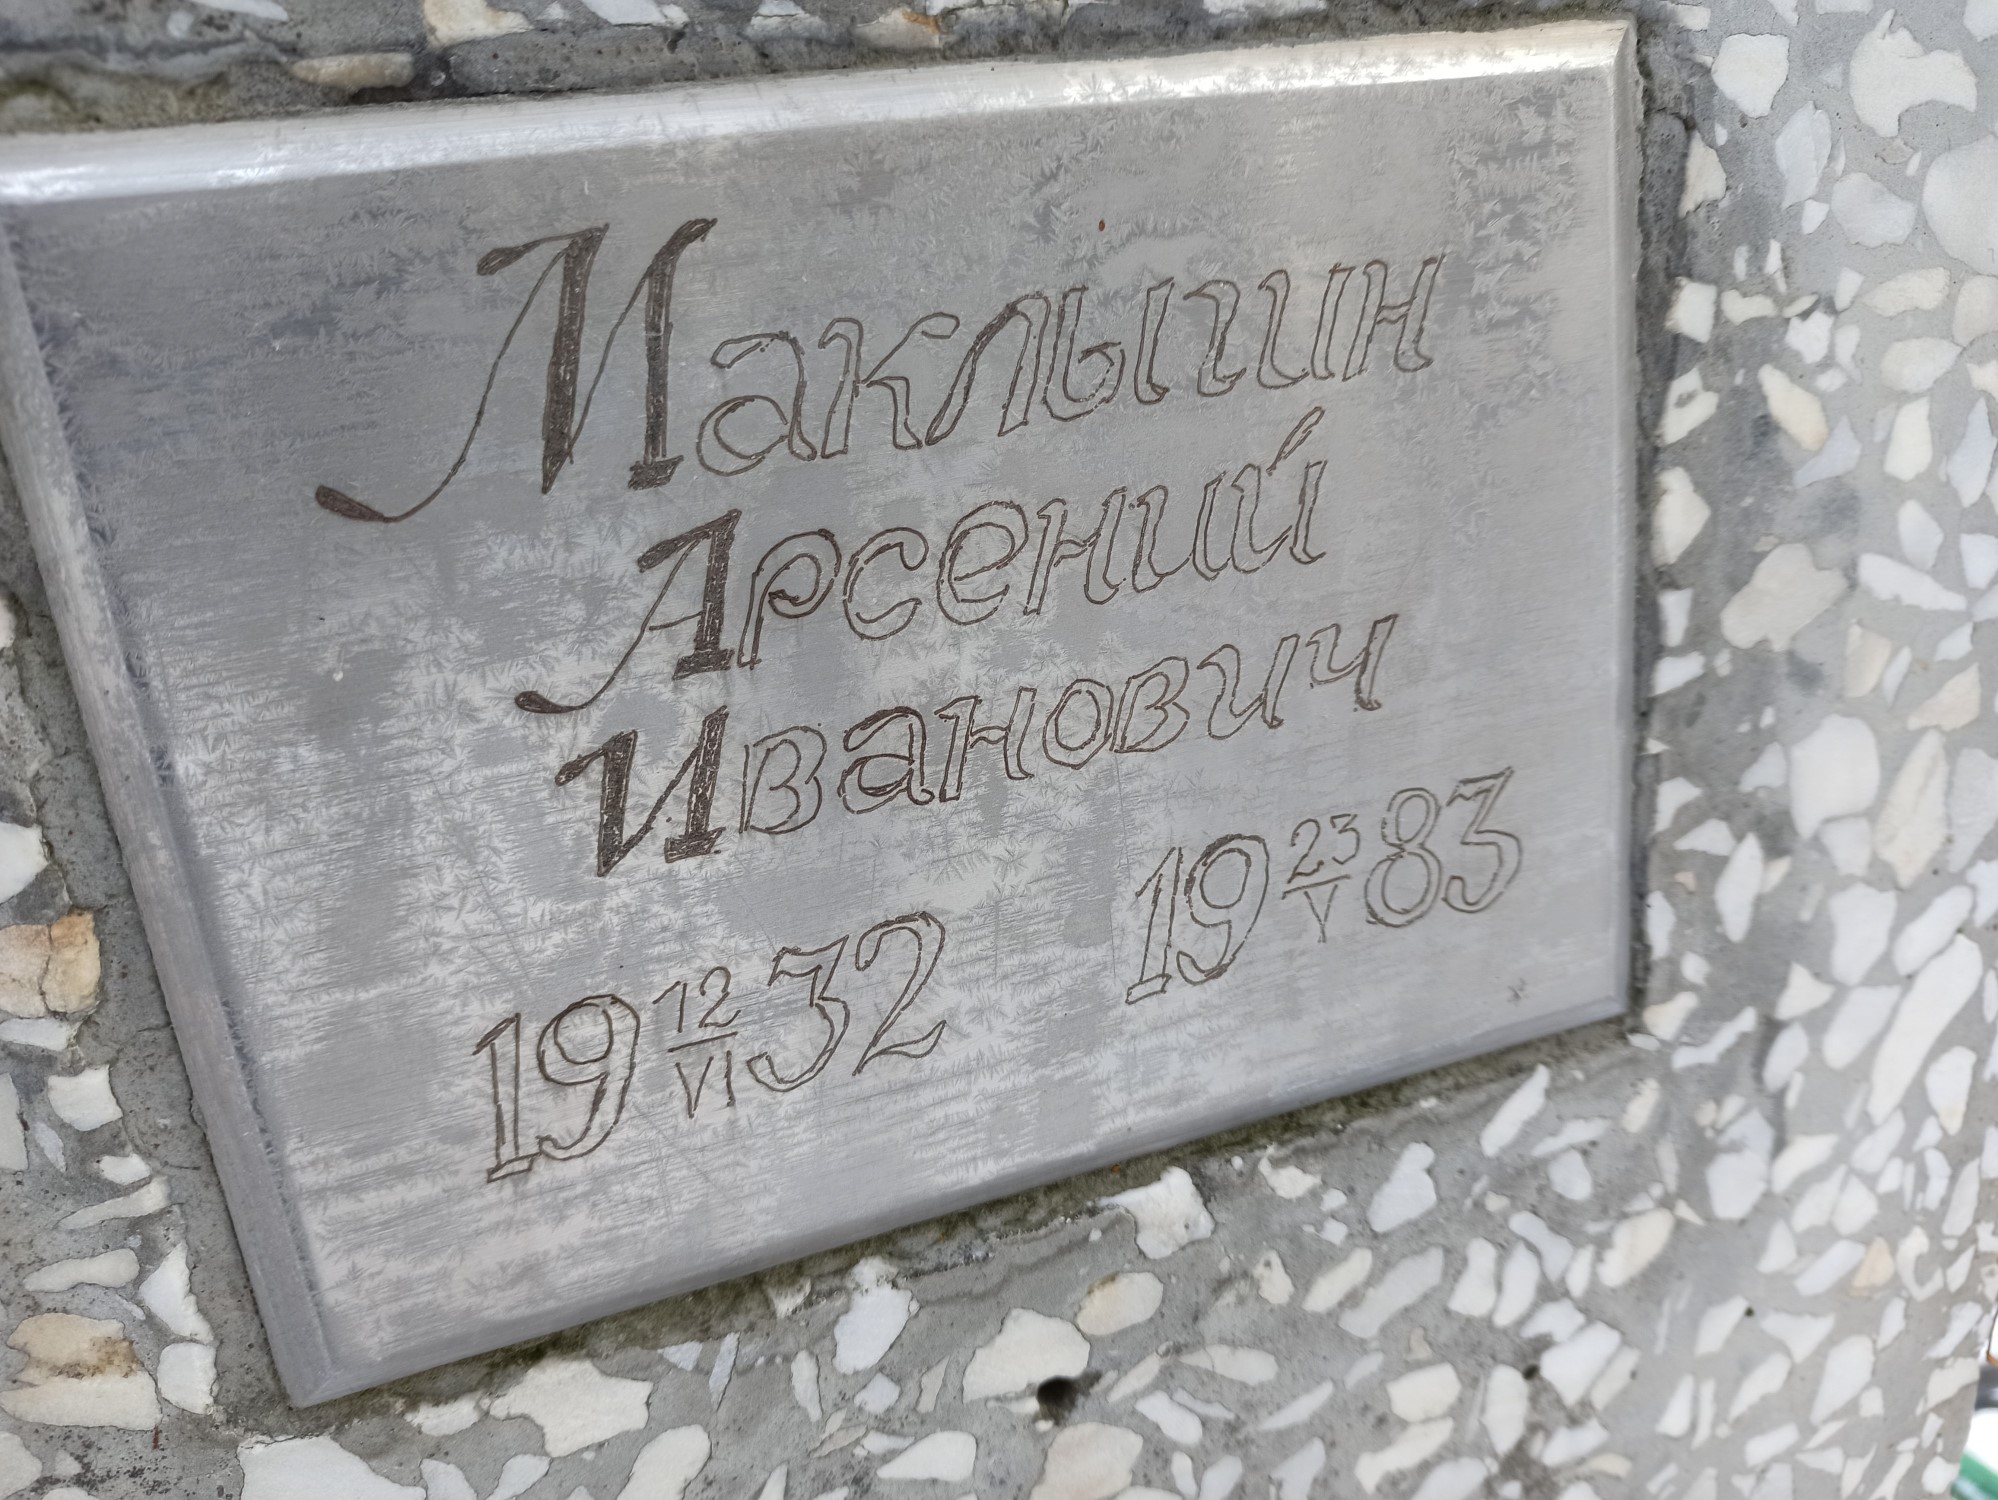 Маклыгин
Арсений
Иванович
19 12/VI 32 19 23/V 83